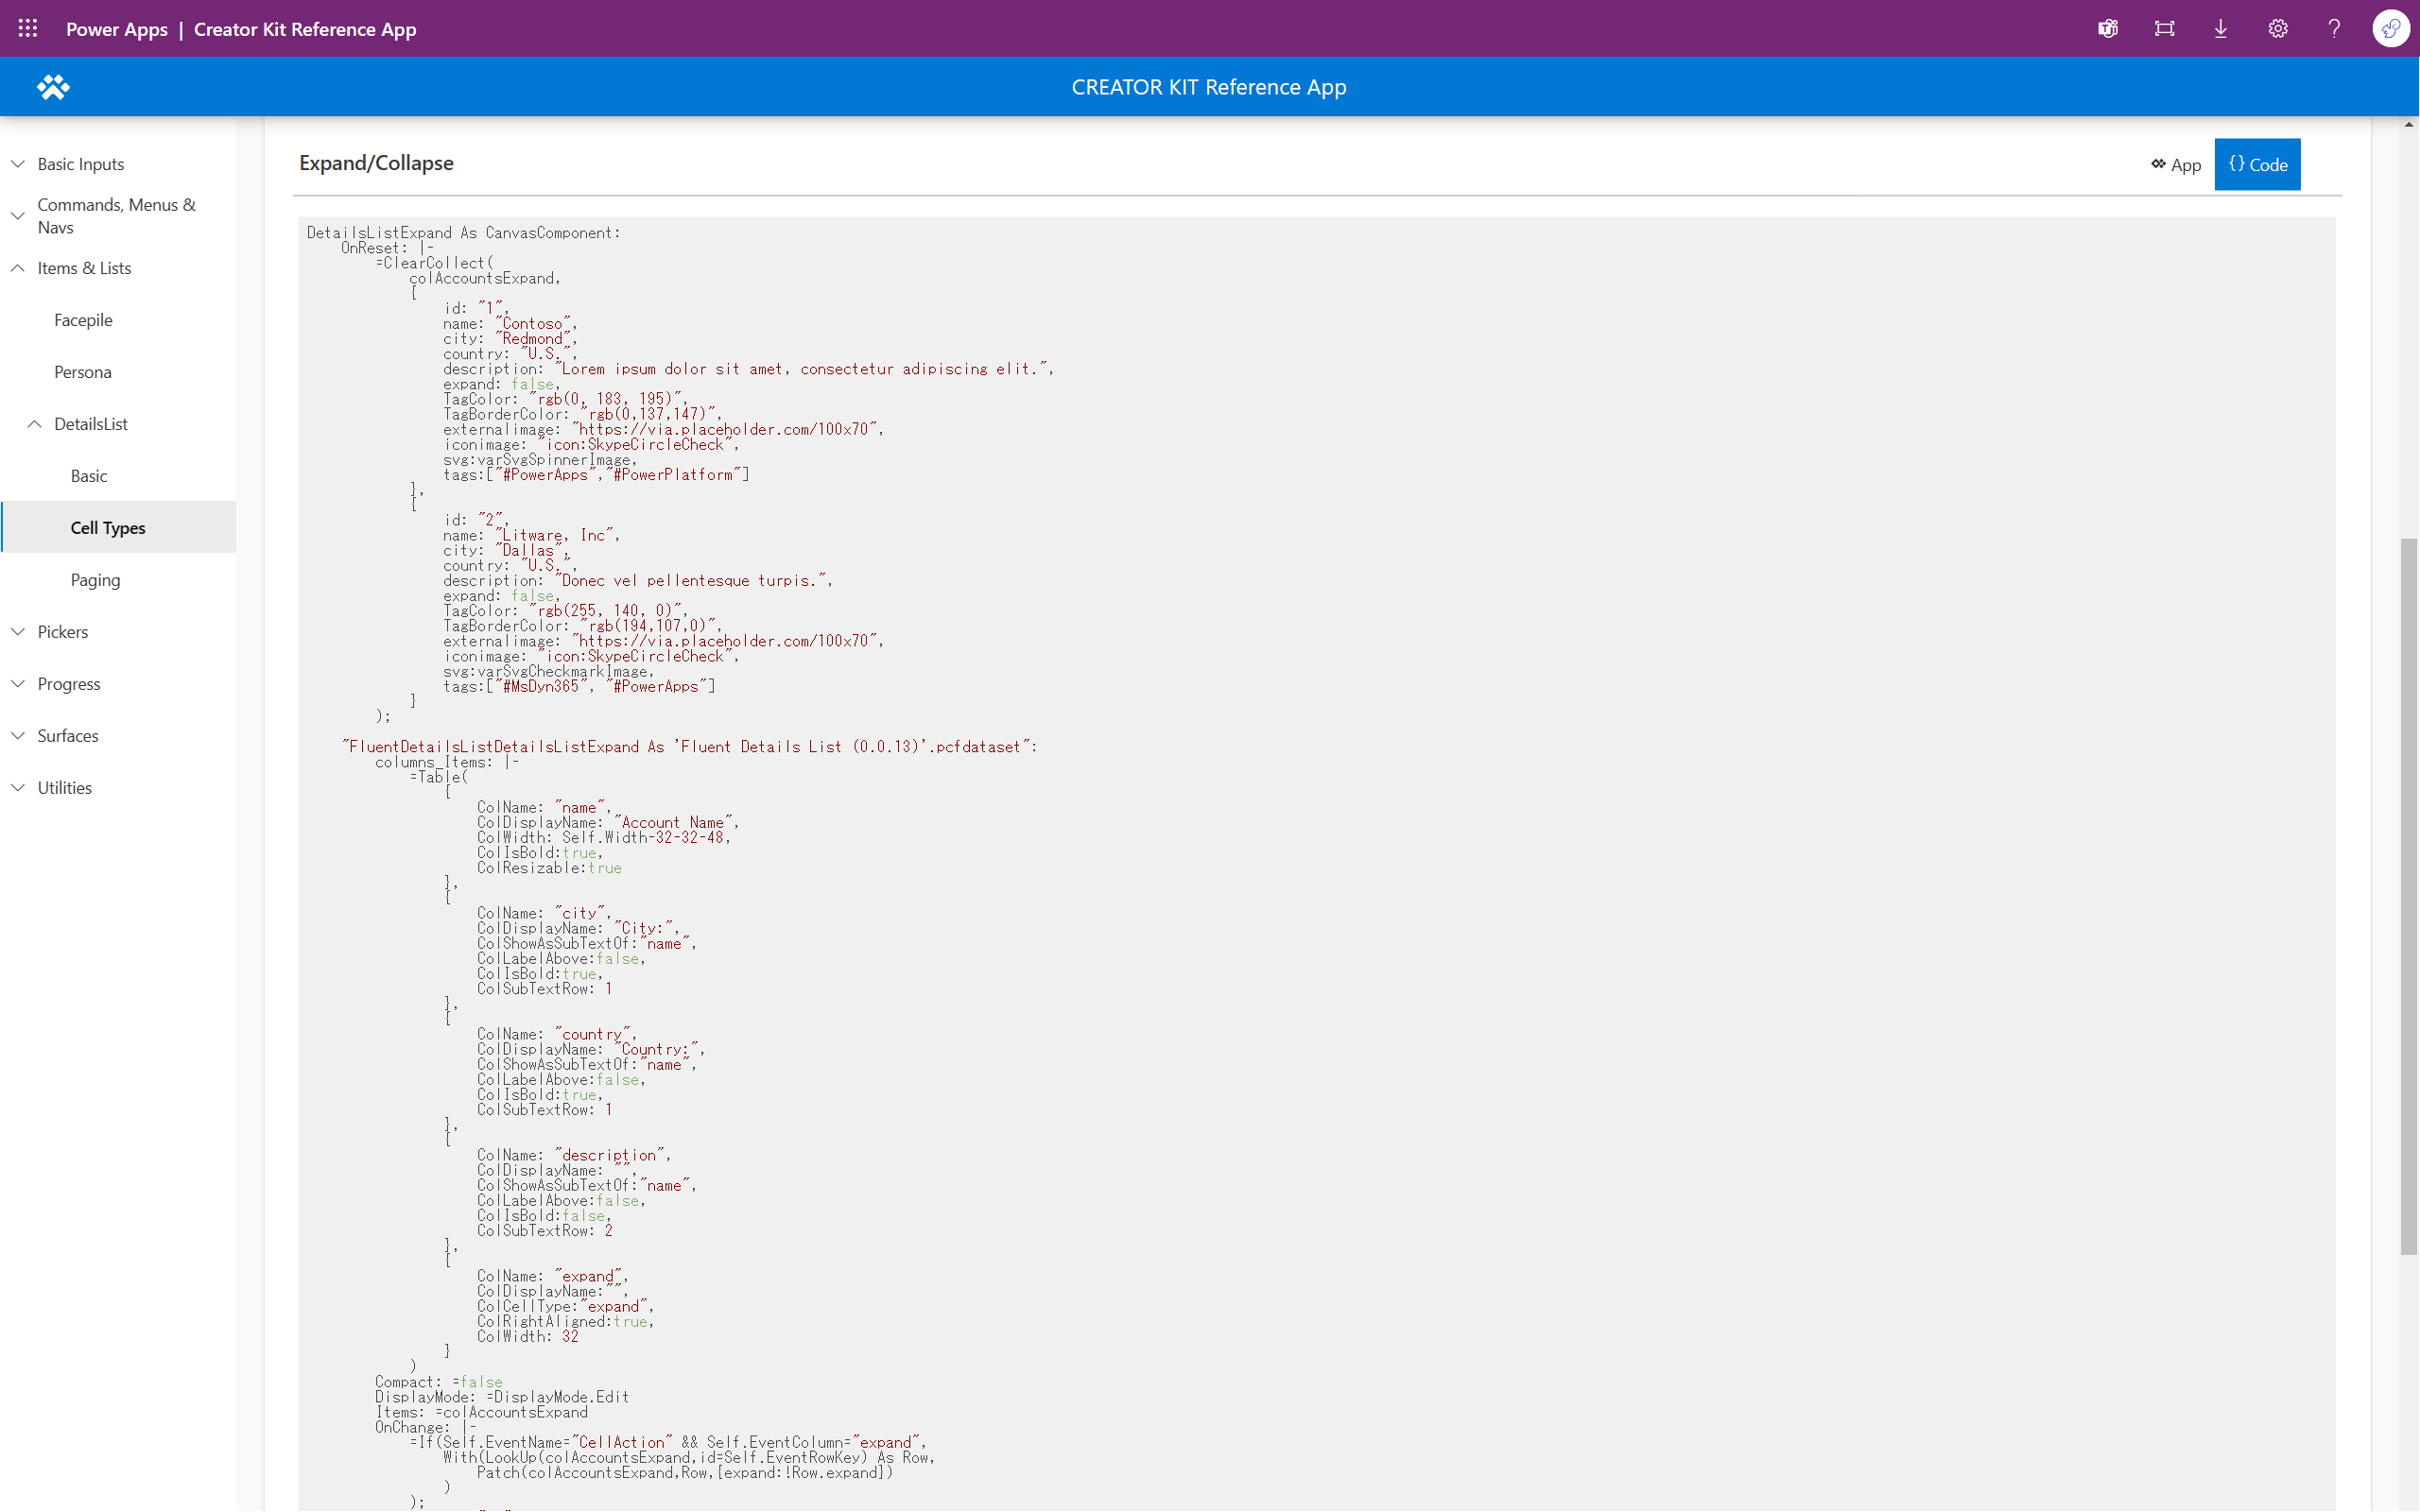 Power Apps | Creator Kit Reference App
CREATOR KIT Reference App
Basic Inputs
Commands, Menus &
Navs
Items & Lists
Facepile
Persona
DetailsList
Basic
Cell Types
Paging
Pickers
Progress
Surfaces
Utilities
Expand/Collapse
App
{} Code
DetailsListExpand As CanvasComponent:
OnReset: |-
=ClearCollect(
colAccountsExpand,
{
id: "1",
name: "Contoso",
city: "Redmond",
country: "U.S.",
description: "Lorem ipsum dolor sit amet, consectetur adipiscing elit.",
expand: false,
TagColor: "rgb(0, 183, 195)",
TagBorderColor: "rgb(0,137,147)",
externalimage: "https://via.placeholder.com/100x70",
iconimage: "icon:SkypeCircleCheck",
svg:varSvgSpinnerImage,
tags:["#PowerApps","#PowerPlatform"]
},
{
id: "2",
name: "Litware, Inc",
city: "Dallas",
country: "U.S.",
description: "Donec vel pellentesque turpis.",
expand: false,
TagColor: "rgb(255, 140, 0)",
TagBorderColor: "rgb(194,107,0)",
externalimage: "https://via.placeholder.com/100x70",
iconimage: "icon:SkypeCircleCheck",
svg:varSvgCheckmarkImage,
tags:["#MsDyn365", "#PowerApps"]
}
);
"FluentDetailsListDetailsListExpand As 'Fluent Details List (0.0.13)'.pcfdataset":
columns_Items: |-
=Table(
{
ColName: "name",
ColDisplayName: "Account Name",
ColWidth: Self.Width-32-32-48,
ColIsBold:true,
ColResizable:true
},
{
ColName: "city",
ColDisplayName: "City:",
ColShowAsSubTextOf:"name",
ColLabelAbove:false,
ColIsBold:true,
ColSubTextRow: 1
},
{
ColName: "country",
ColDisplayName: "Country:",
ColShowAsSubTextOf:"name",
ColLabelAbove:false,
ColIsBold:true,
ColSubTextRow: 1
},
{
ColName: "description",
ColDisplayName: "",
ColShowAsSubTextOf:"name",
ColLabelAbove:false,
ColIsBold:false,
ColSubTextRow: 2
},
{
ColName: "expand",
ColDisplayName:"",
ColCellType:"expand",
ColRightAligned:true,
ColWidth: 32
}
)
Compact: =false
DisplayMode: =DisplayMode.Edit
Items: =colAccountsExpand
OnChange: |-
=If(Self.EventName="CellAction" && Self.EventColumn="expand",
With(LookUp(colAccountsExpand,id=Self.EventRowKey) As Row,
Patch(colAccountsExpand,Row,{expand:!Row.expand})
)
);